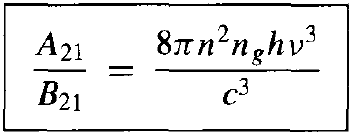 A₂₁/B₂₁ = 8πn²n_g hν³/c³